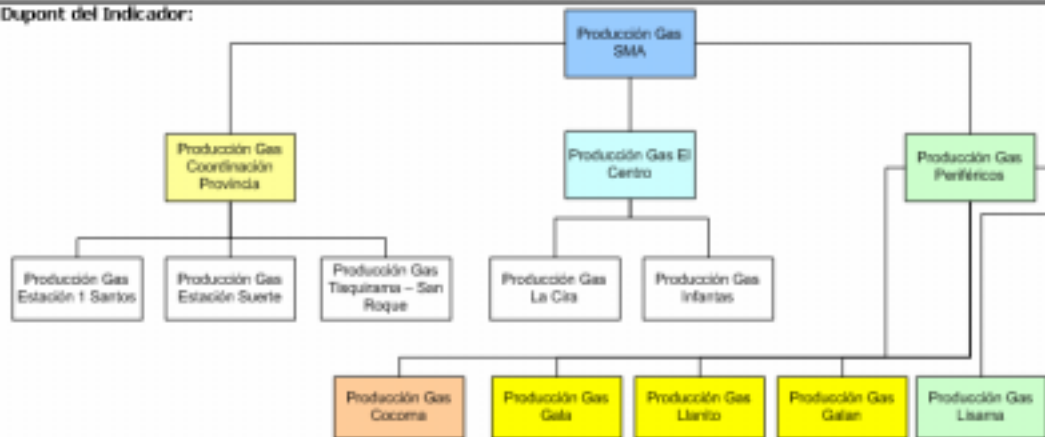 Dupont del Indicador:
Producción Gas
SMA
Producción Gas
Coordinación
Provincia
Producción Gas El
Centro
Producción Gas
Periféricos
Producción Gas
Estación 1 Santos
Producción Gas
Estación Suerte
Producción Gas
Tisquirama – San
Roque
Producción Gas
La Cira
Producción Gas
Infantas
Producción Gas
Cocorna
Producción Gas
Gala
Producción Gas
Llanito
Producción Gas
Galan
Producción Gas
Lisama